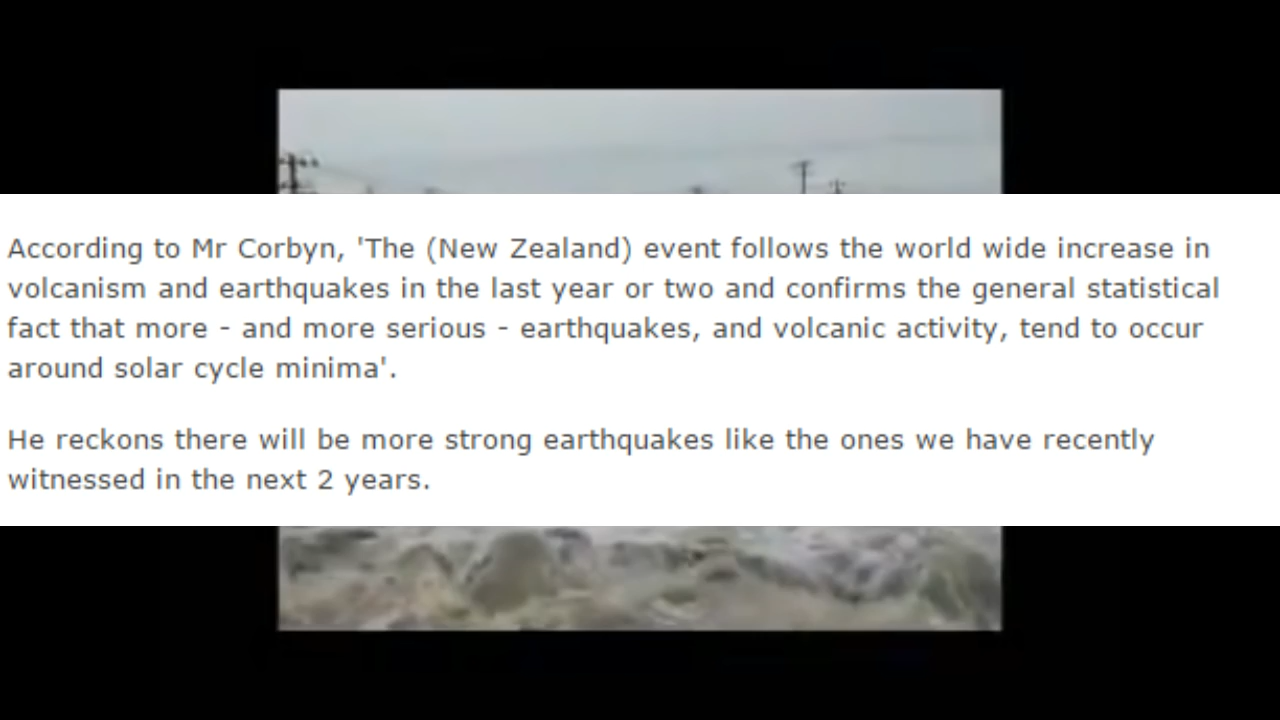 According to Mr Corbyn, 'The (New Zealand) event follows the world wide increase in
volcanism and earthquakes in the last year or two and confirms the general statistical
fact that more - and more serious - earthquakes, and volcanic activity, tend to occur
around solar cycle minima'.
He reckons there will be more strong earthquakes like the ones we have recently
witnessed in the next 2 years.